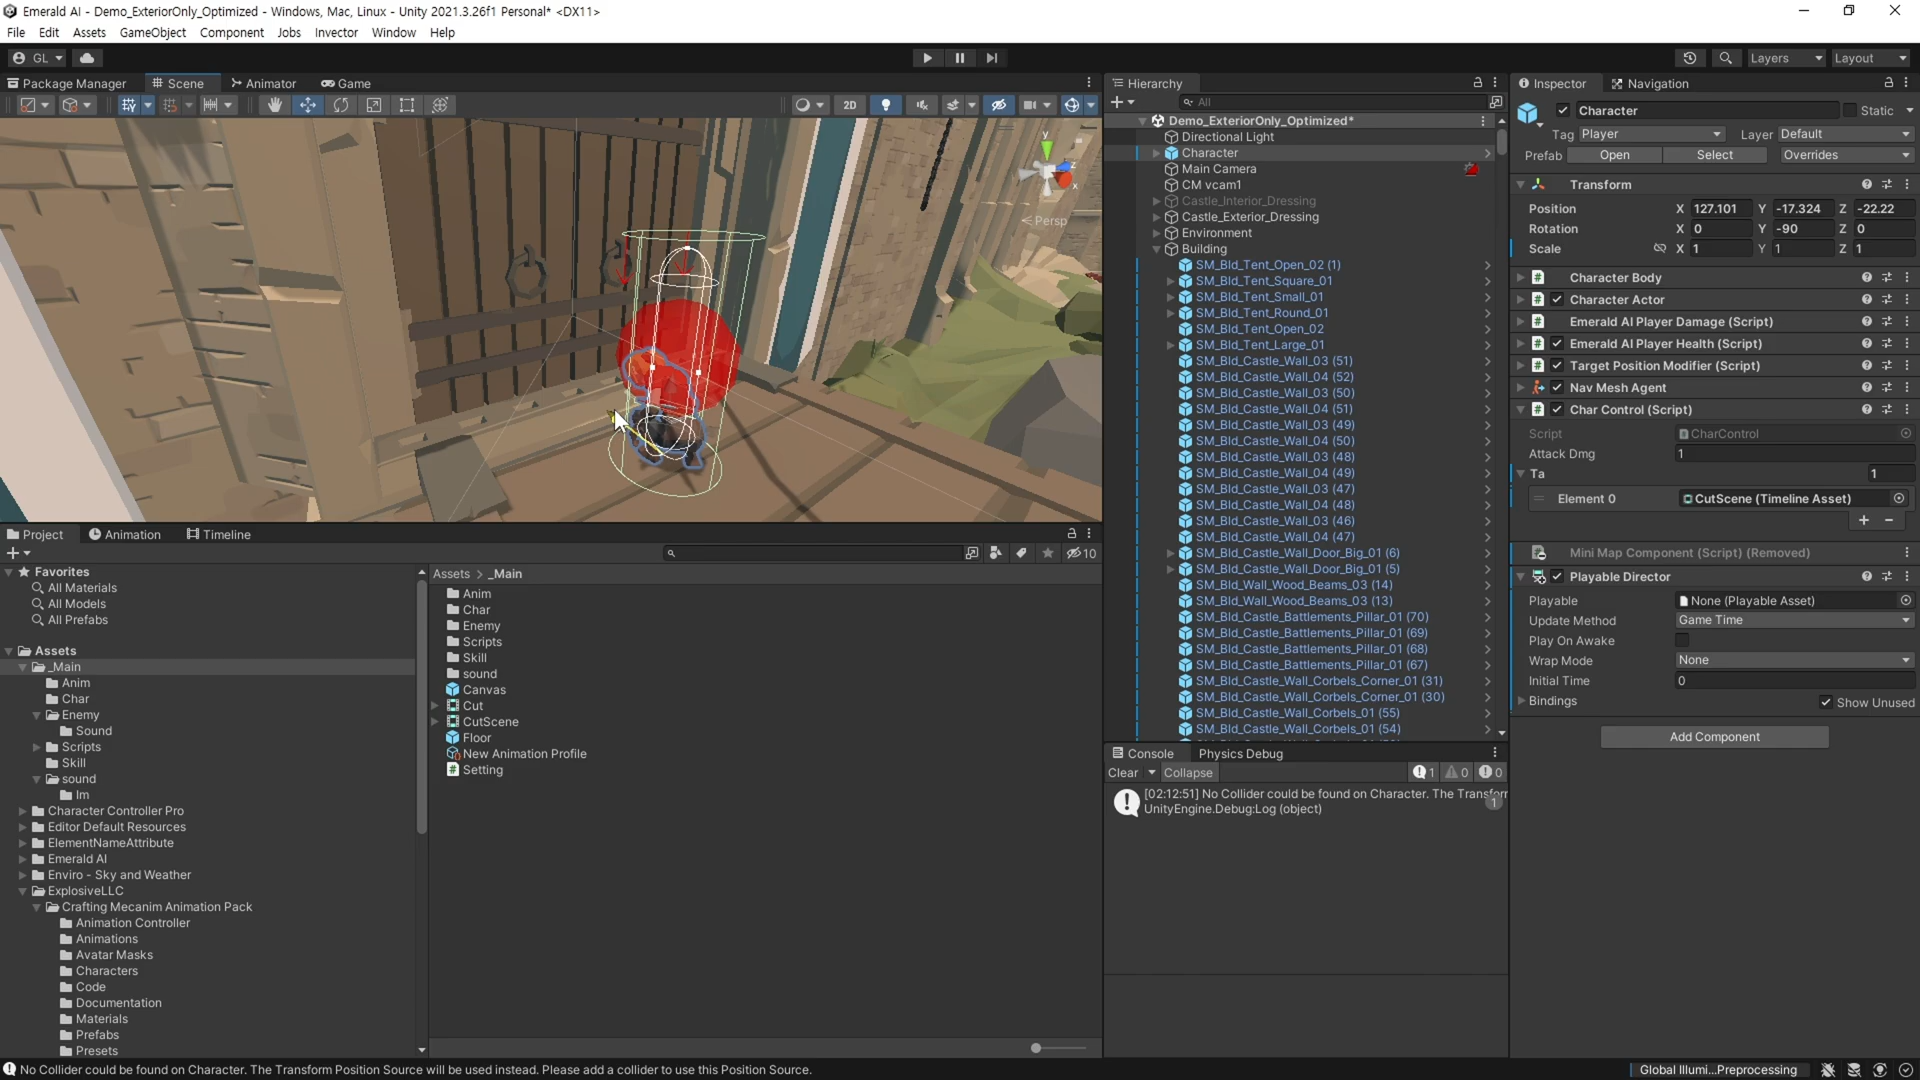 Emerald AI - Demo_ExteriorOnly_Optimized - Windows, Mac, Linux - Unity 2021.3.26f1 Personal* <DX11>
File Edit Assets GameObject Component Jobs Invector Window Help
GL Layers Layout
Package Manager Scene Animator Game
2D
y
z
x
Persp
Hierarchy
All
Demo_ExteriorOnly_Optimized*
Directional Light
Character
Main Camera
CM vcam1
Castle_Interior_Dressing
Castle_Exterior_Dressing
Environment
Building
SM_Bld_Tent_Open_02 (1)
SM_Bld_Tent_Square_01
SM_Bld_Tent_Small_01
SM_Bld_Tent_Round_01
SM_Bld_Tent_Open_02
SM_Bld_Tent_Large_01
SM_Bld_Castle_Wall_03 (51)
SM_Bld_Castle_Wall_04 (52)
SM_Bld_Castle_Wall_03 (50)
SM_Bld_Castle_Wall_04 (51)
SM_Bld_Castle_Wall_03 (49)
SM_Bld_Castle_Wall_04 (50)
SM_Bld_Castle_Wall_03 (48)
SM_Bld_Castle_Wall_04 (49)
SM_Bld_Castle_Wall_03 (47)
SM_Bld_Castle_Wall_04 (48)
SM_Bld_Castle_Wall_03 (46)
SM_Bld_Castle_Wall_04 (47)
SM_Bld_Castle_Wall_Door_Big_01 (6)
SM_Bld_Castle_Wall_Door_Big_01 (5)
SM_Bld_Wall_Wood_Beams_03 (14)
SM_Bld_Wall_Wood_Beams_03 (13)
SM_Bld_Castle_Battlements_Pillar_01 (70)
SM_Bld_Castle_Battlements_Pillar_01 (69)
SM_Bld_Castle_Battlements_Pillar_01 (68)
SM_Bld_Castle_Battlements_Pillar_01 (67)
SM_Bld_Castle_Wall_Corbels_Corner_01 (31)
SM_Bld_Castle_Wall_Corbels_Corner_01 (30)
SM_Bld_Castle_Wall_Corbels_01 (55)
SM_Bld_Castle_Wall_Corbels_01 (54)
Inspector Navigation
Character Static
Tag Player Layer Default
Prefab Open Select Overrides
Transform
Position X 127.101 Y -17.324 Z -22.22
Rotation X 0 Y -90 Z 0
Scale X 1 Y 1 Z 1
Character Body
Character Actor
Emerald AI Player Damage (Script)
Emerald AI Player Health (Script)
Target Position Modifier (Script)
Nav Mesh Agent
Char Control (Script)
Script CharControl
Attack Dmg 1
Ta 1
Element 0 CutScene (Timeline Asset)
Mini Map Component (Script) (Removed)
Playable Director
Playable None (Playable Asset)
Update Method Game Time
Play On Awake
Wrap Mode None
Initial Time 0
Bindings Show Unused
Add Component
Project Animation Timeline
10
Favorites
All Materials
All Models
All Prefabs
Assets
_Main
Anim
Char
Enemy
Sound
Scripts
Skill
sound
Im
Character Controller Pro
Editor Default Resources
ElementNameAttribute
Emerald AI
Enviro - Sky and Weather
ExplosiveLLC
Crafting Mecanim Animation Pack
Animation Controller
Animations
Avatar Masks
Characters
Code
Documentation
Materials
Prefabs
Presets
Assets > _Main
Anim
Char
Enemy
Scripts
Skill
sound
Canvas
Cut
CutScene
Floor
New Animation Profile
Setting
Console Physics Debug
Clear Collapse 1 0 0
[02:12:51] No Collider could be found on Character. The Transfor
UnityEngine.Debug:Log (object)
1
No Collider could be found on Character. The Transform Position Source will be used instead. Please add a collider to use this Position Source.
Global Illumi...Preprocessing